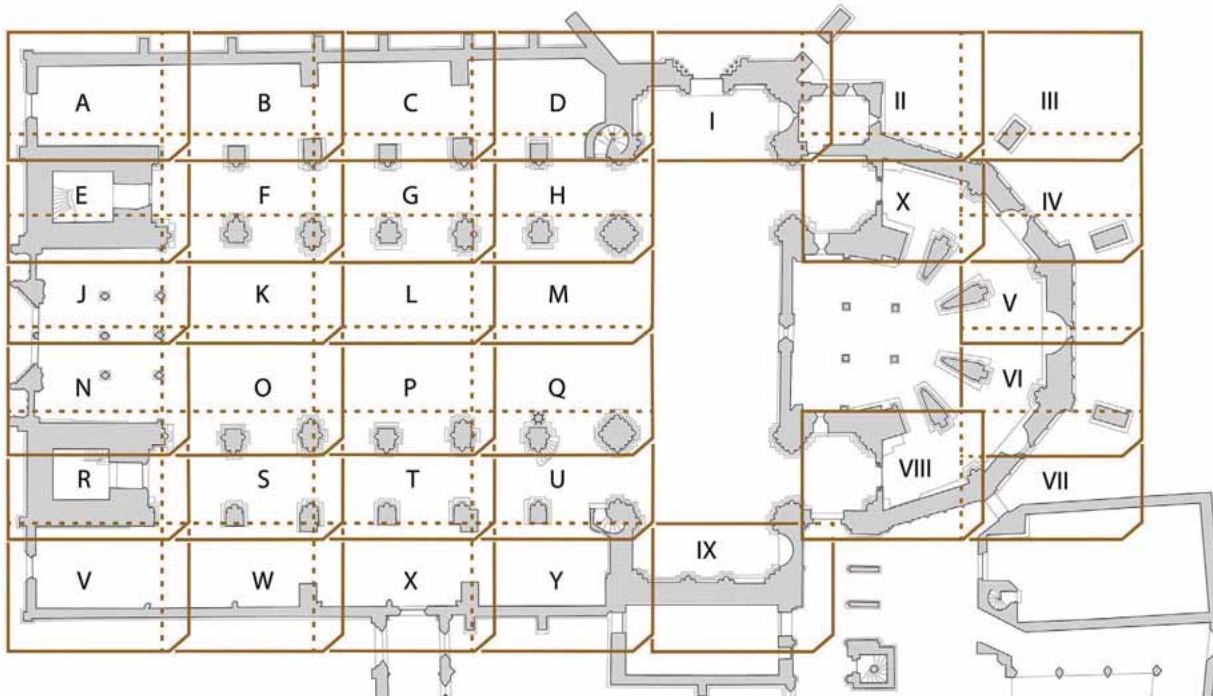 A B C D I II III
E F G H X IV
J K L M V
N O P Q VI
R S T U VIII VII
V W X Y IX